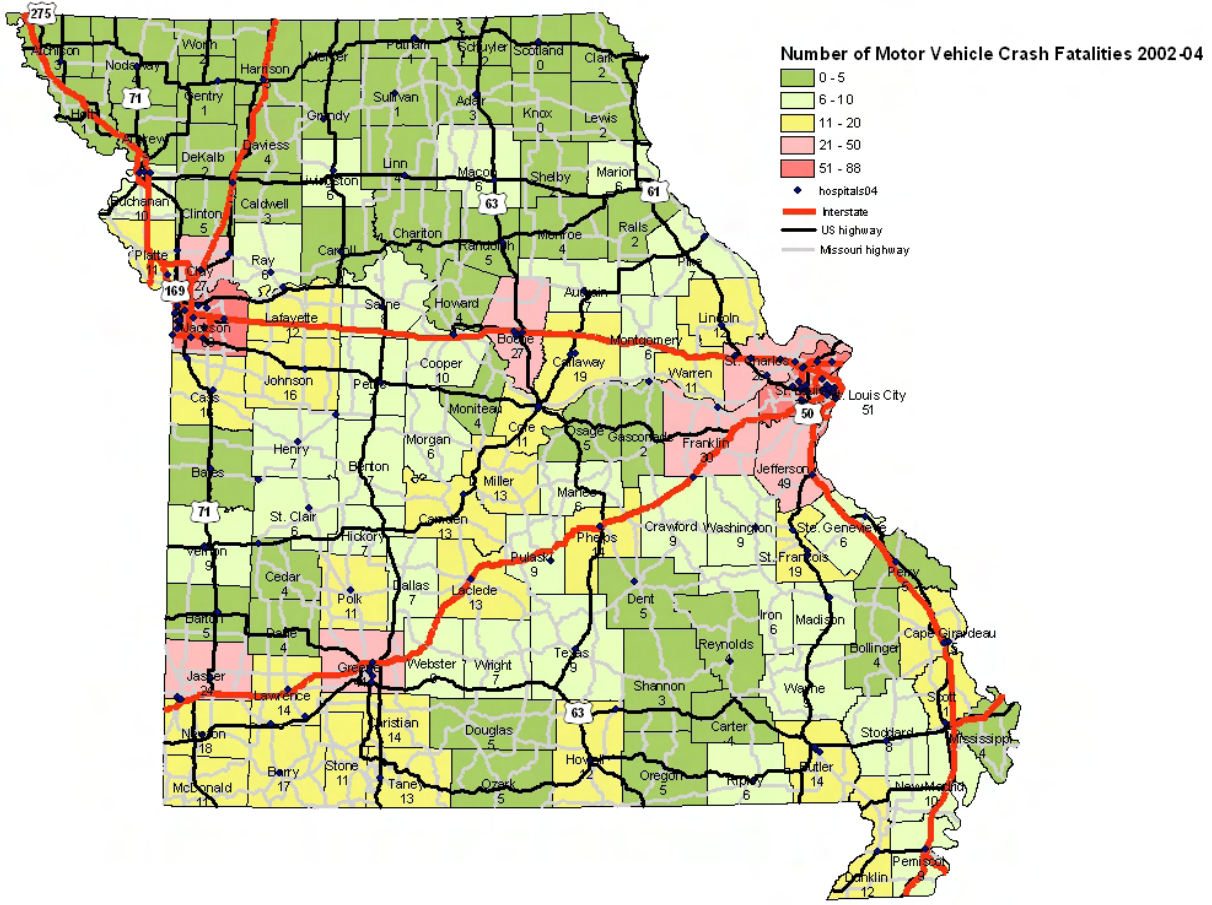 275
Number of Motor Vehicle Crash Fatalities 2002-04
0 - 5
6 - 10
11 - 20
21 - 50
51 - 88
hospitals04
Interstate
US highway
Missouri highway
Atchison
3
Nodaway
4
Worth
2
Harrison
Mercer
Putnam
1
Schuyler
Scotland
0
Clark
2
71
Gentry
1
Sullivan
1
Adair
3
Knox
0
Lewis
2
Holt
1
Grundy
Andrew
DeKalb
2
Daviess
4
Linn
4
Macon
6
Shelby
2
Marion
6
Livingston
6
61
Buchanan
10
Clinton
5
Caldwell
3
63
Chariton
4
Randolph
5
Monroe
4
Ralls
2
Carroll
Platte
11
Clay
27
Ray
6
Pike
7
169
Saline
8
Howard
4
Audrain
7
Lincoln
12
Jackson
Lafayette
12
Boone
27
Callaway
19
Montgomery
6
Warren
11
St. Charles
Cooper
10
Johnson
16
Pettis
Cass
Moniteau
4
Cole
11
Osage
5
Gasconade
2
St. Louis City
51
50
Franklin
30
Jefferson
49
Morgan
6
Henry
7
Benton
7
Bates
Miller
13
Maries
6
71
St. Clair
6
Camden
13
Hickory
7
Vernon
9
Pulaski
9
Phelps
14
Crawford
9
Washington
9
Ste. Genevieve
6
St. Francois
19
Cedar
4
Polk
11
Dallas
7
Laclede
13
Dent
5
Perry
Barton
5
Dade
4
Iron
6
Madison
Cape Girardeau
Reynolds
Bollinger
4
Jasper
Greene
Webster
Wright
7
Texas
9
Shannon
3
Wayne
Scott
Lawrence
14
63
Newton
18
Christian
14
Douglas
5
Carter
4
Stoddard
8
Mississippi
4
Barry
17
Stone
11
Taney
13
Ozark
5
Howell
Oregon
5
Ripley
6
Butler
14
McDonald
11
New Madrid
10
Pemiscot
9
Dunklin
12